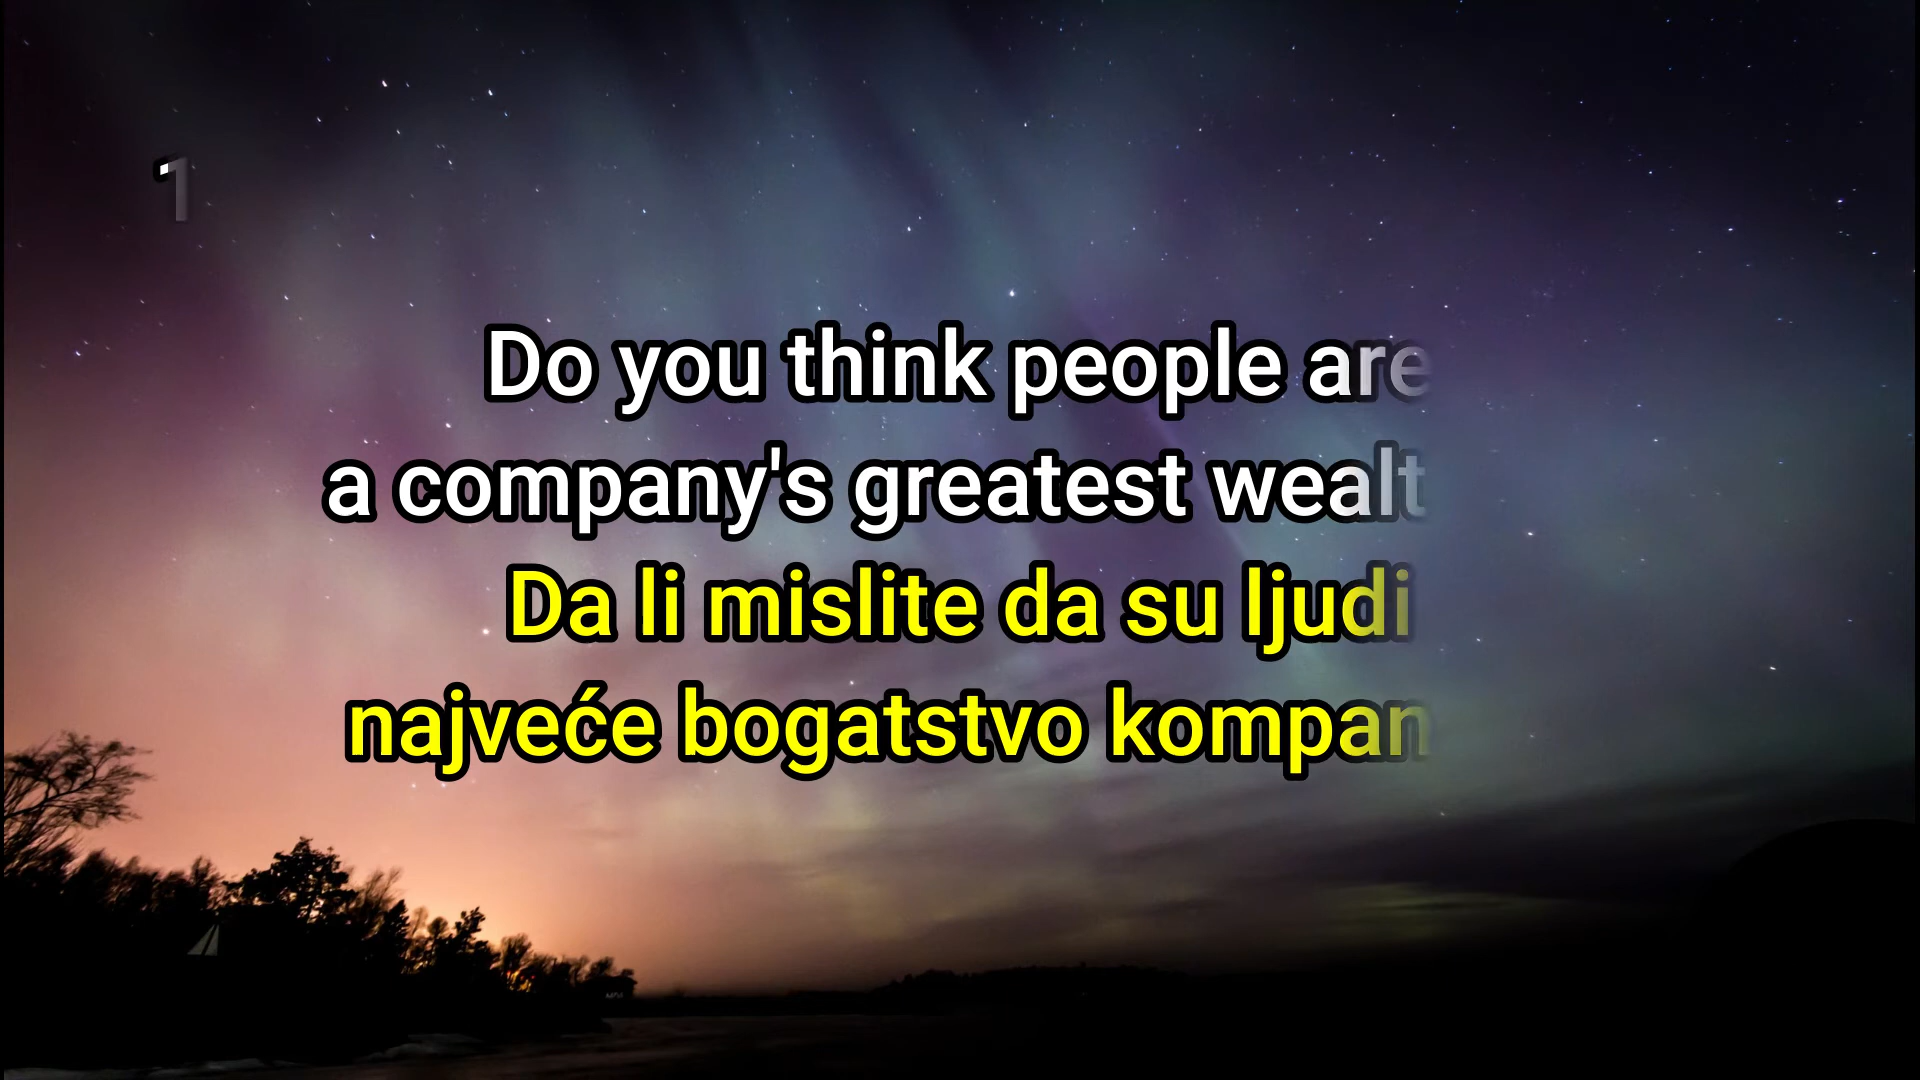 1
Do you think people are
a company's greatest wealt
Da li mislite da su ljudi
najveće bogatstvo kompan